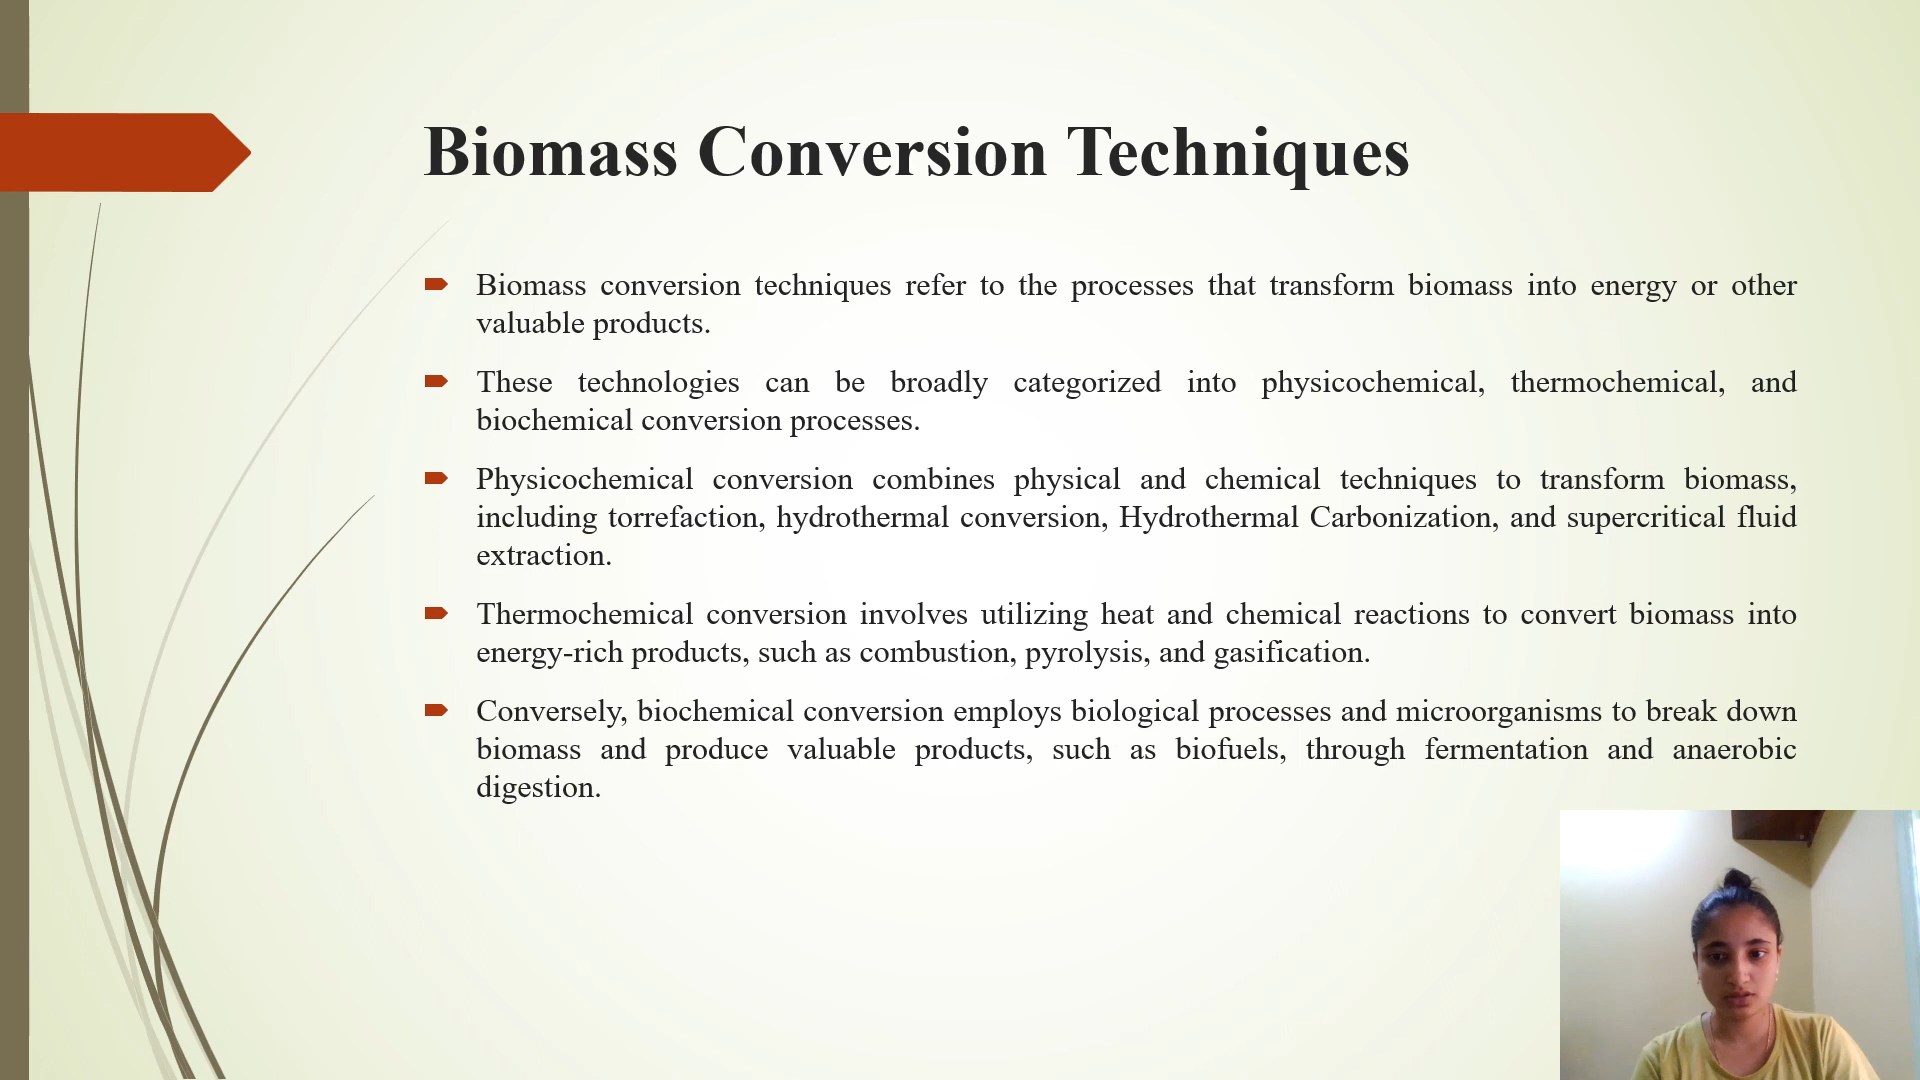 Biomass Conversion Techniques
Biomass conversion techniques refer to the processes that transform biomass into energy or other
valuable products.
These technologies can be broadly categorized into physicochemical, thermochemical, and
biochemical conversion processes.
Physicochemical conversion combines physical and chemical techniques to transform biomass,
including torrefaction, hydrothermal conversion, Hydrothermal Carbonization, and supercritical fluid
extraction.
Thermochemical conversion involves utilizing heat and chemical reactions to convert biomass into
energy-rich products, such as combustion, pyrolysis, and gasification.
Conversely, biochemical conversion employs biological processes and microorganisms to break down
biomass and produce valuable products, such as biofuels, through fermentation and anaerobic
digestion.